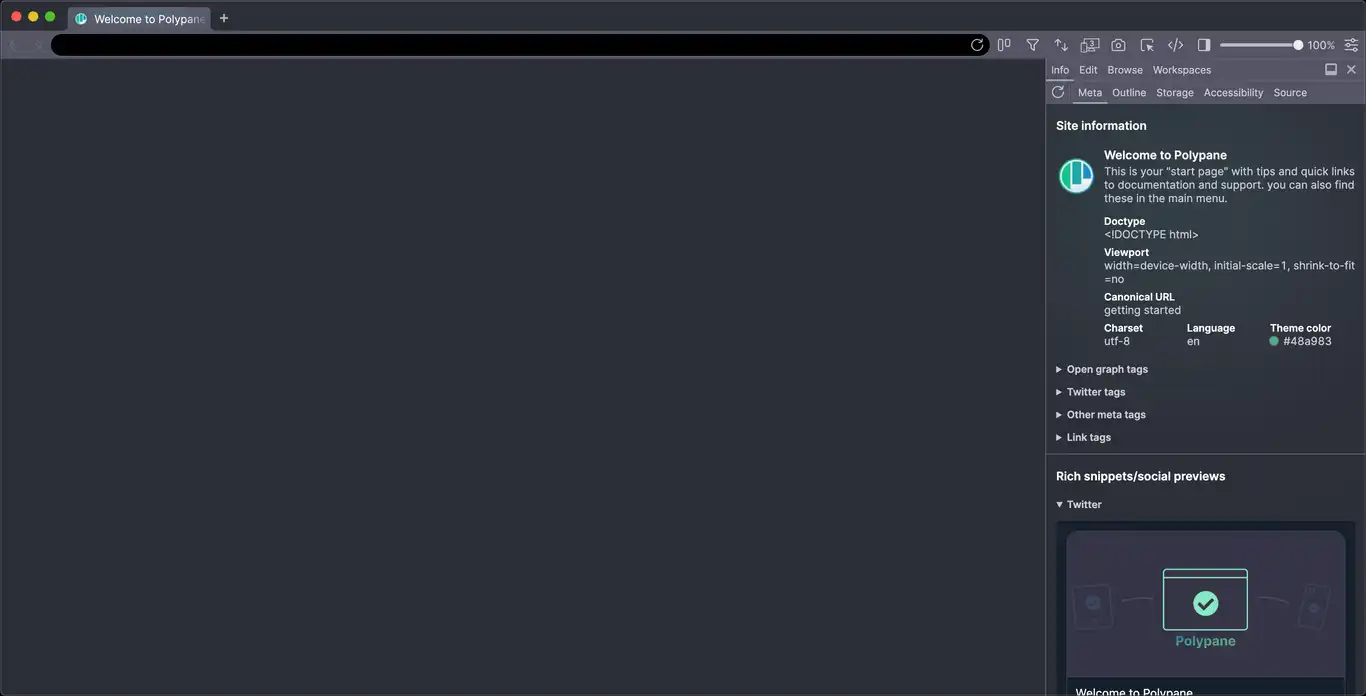 Welcome to Polypane
100%
Info Edit Browse Workspaces
Meta Outline Storage Accessibility Source
Site information
Welcome to Polypane
This is your "start page" with tips and quick links
to documentation and support. you can also find
these in the main menu.
Doctype
<!DOCTYPE html>
Viewport
width=device-width, initial-scale=1, shrink-to-fit
=no
Canonical URL
getting started
Charset Language Theme color
utf-8 en #48a983
Open graph tags
Twitter tags
Other meta tags
Link tags
Rich snippets/social previews
Twitter
Polypane
Welcome to Polypane